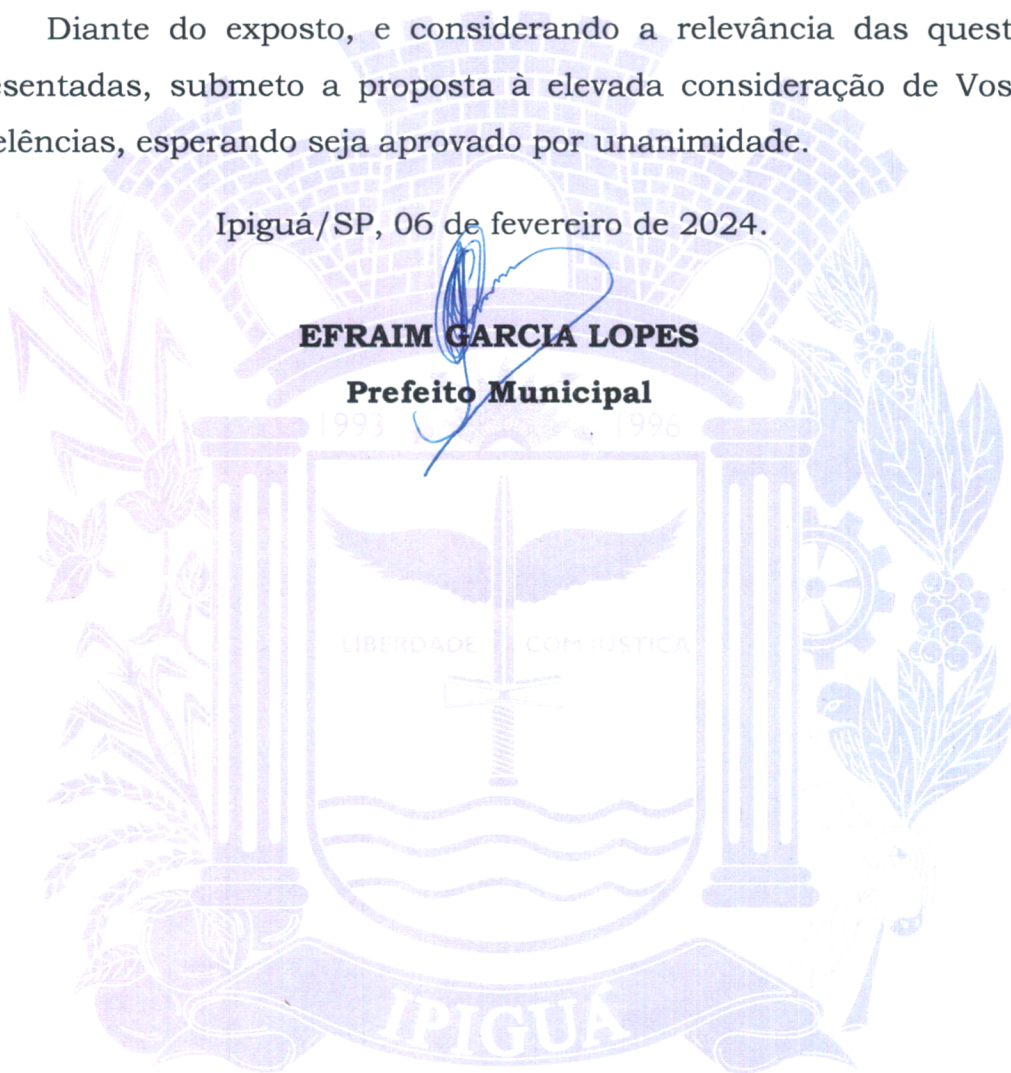 Diante do exposto, e considerando a relevância das quest
esentadas, submeto a proposta à elevada consideração de Vos
elências, esperando seja aprovado por unanimidade.
Ipiguá/SP, 06 de fevereiro de 2024.
EFRAIM GARCIA LOPES
Prefeito Municipal
1993 1996
LIBERDADE COM JUSTICA
IPIGUÁ